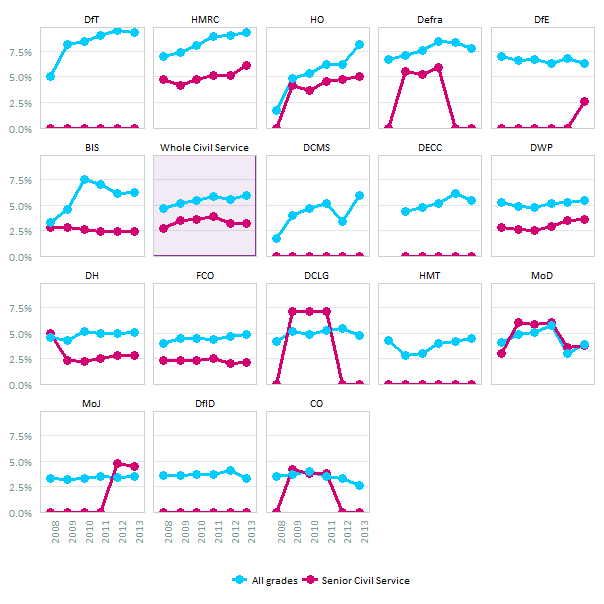 DfT HMRC HO Defra DfE
7.5%
5.0%
2.5%
0.0%
BIS Whole Civil Service DCMS DECC DWP
7.5%
5.0%
2.5%
0.0%
DH FCO DCLG HMT MoD
7.5%
5.0%
2.5%
0.0%
MoJ DfID CO
7.5%
5.0%
2.5%
0.0%
2008 2009 2010 2011 2012 2013 2008 2009 2010 2011 2012 2013 2008 2009 2010 2011 2012 2013
All grades Senior Civil Service